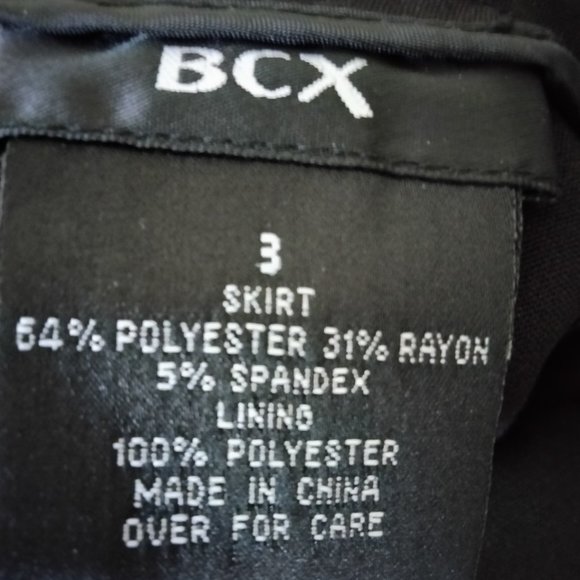 BCX
3
SKIRT
64% POLYESTER 31% RAYON
5% SPANDEX
LINING
100% POLYESTER
MADE IN CHINA
OVER FOR CARE